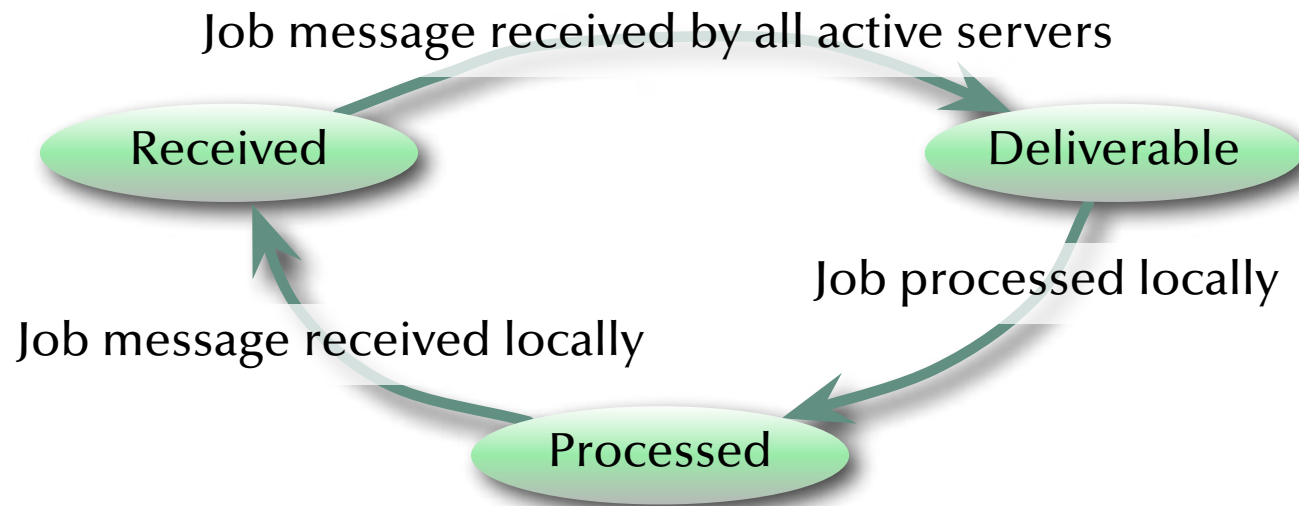 Job message received by all active servers
Received
Deliverable
Job processed locally
Job message received locally
Processed